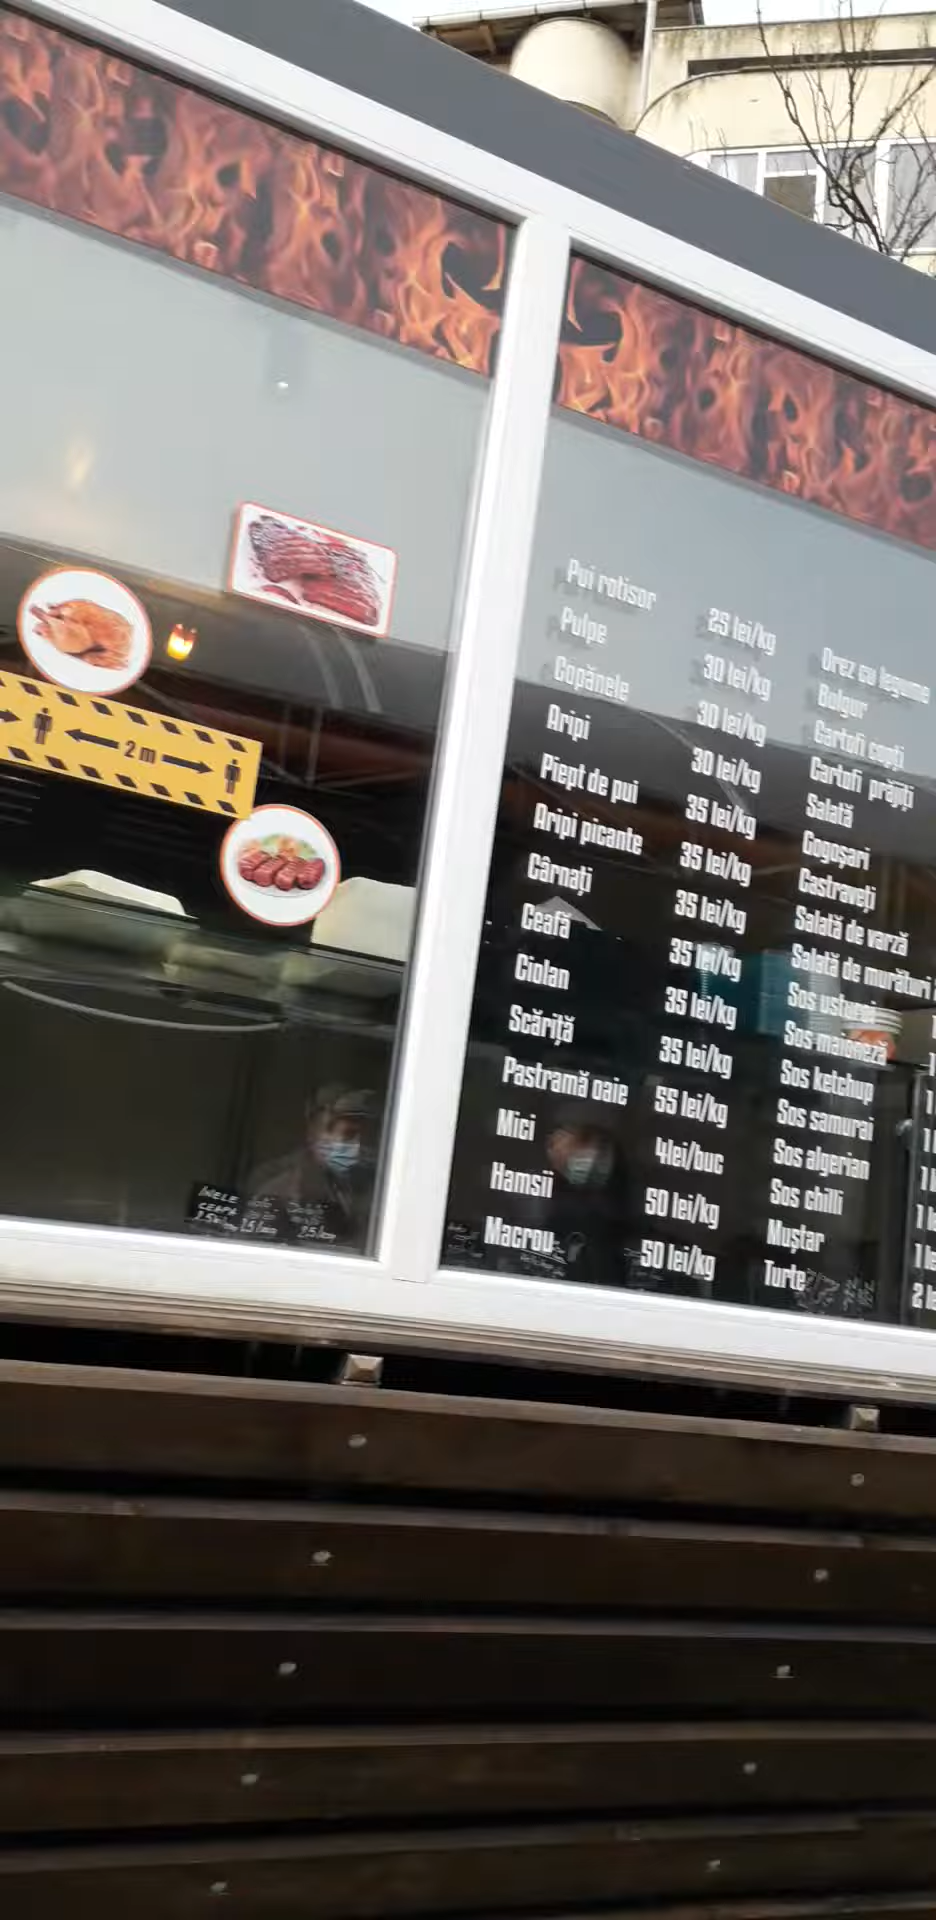 2 m
Pui rotisor 25 lei/kg
Pulpe 30 lei/kg
Copănele 30 lei/kg
Aripi 30 lei/kg
Piept de pui 35 lei/kg
Aripi picante 35 lei/kg
Cârnați 35 lei/kg
Ceafă 35 lei/kg
Ciolan 35 lei/kg
Scăriță 35 lei/kg
Pastramă oaie 55 lei/kg
Mici 4lei/buc
Hamsii 50 lei/kg
Macrou 50 lei/kg
Orez cu legume
Bulgur
Cartofi copți
Cartofi prăjiți
Salată
Gogoșari
Castraveți
Salată de varză
Salată de murături
Sos usturoi
Sos maioneză
Sos ketchup
Sos samurai
Sos algerian
Sos chilli
Muștar
Turte
INELE
CEAPA